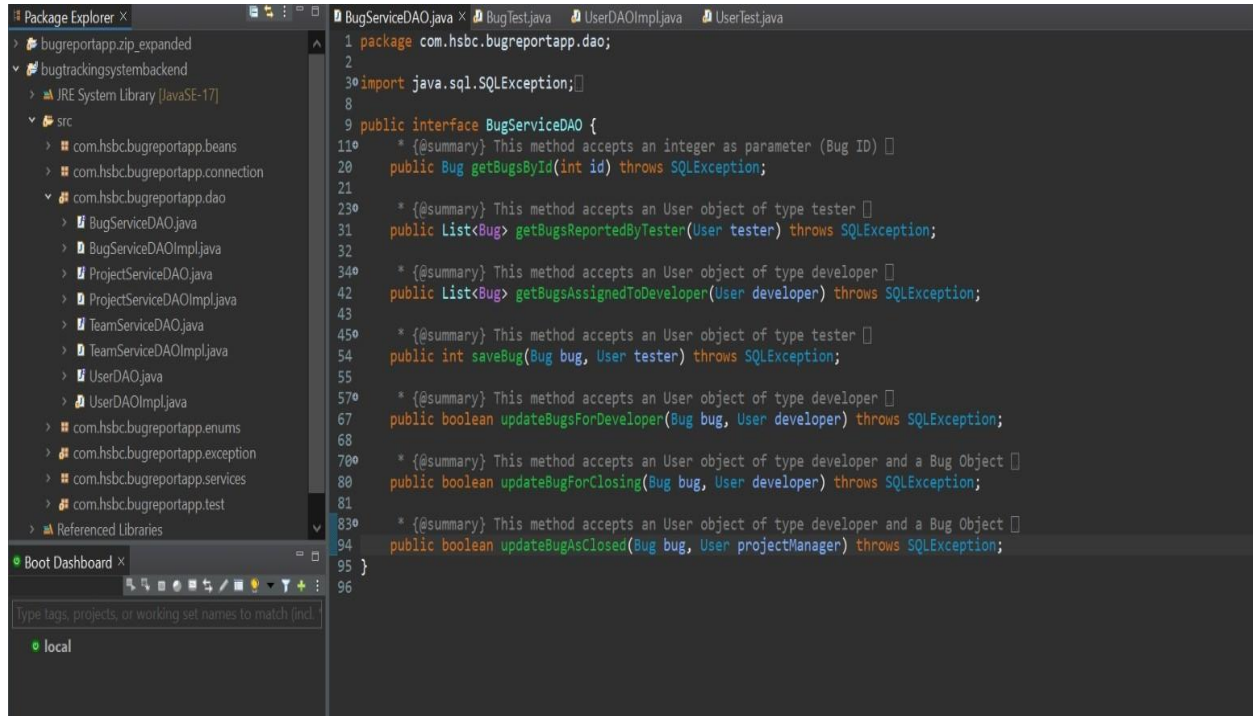 Package Explorer ×
bugreportapp.zip_expanded
bugtrackingsystembackend
JRE System Library [JavaSE-17]
src
com.hsbc.bugreportapp.beans
com.hsbc.bugreportapp.connection
com.hsbc.bugreportapp.dao
BugServiceDAO.java
BugServiceDAOImpl.java
ProjectServiceDAO.java
ProjectServiceDAOImpl.java
TeamServiceDAO.java
TeamServiceDAOImpl.java
UserDAO.java
UserDAOImpl.java
com.hsbc.bugreportapp.enums
com.hsbc.bugreportapp.exception
com.hsbc.bugreportapp.services
com.hsbc.bugreportapp.test
Referenced Libraries
Boot Dashboard ×
Type tags, projects, or working set names to match (incl. *
local
BugServiceDAO.java × BugTest.java UserDAOImpl.java UserTest.java
1 package com.hsbc.bugreportapp.dao;
2
3 import java.sql.SQLException;
8
9 public interface BugServiceDAO {
11 * {@summary} This method accepts an integer as parameter (Bug ID)
20 public Bug getBugsById(int id) throws SQLException;
21
23 * {@summary} This method accepts an User object of type tester
31 public List<Bug> getBugsReportedByTester(User tester) throws SQLException;
32
34 * {@summary} This method accepts an User object of type developer
42 public List<Bug> getBugsAssignedToDeveloper(User developer) throws SQLException;
43
45 * {@summary} This method accepts an User object of type tester
54 public int saveBug(Bug bug, User tester) throws SQLException;
55
57 * {@summary} This method accepts an User object of type developer
67 public boolean updateBugsForDeveloper(Bug bug, User developer) throws SQLException;
68
70 * {@summary} This method accepts an User object of type developer and a Bug Object
80 public boolean updateBugForClosing(Bug bug, User developer) throws SQLException;
81
83 * {@summary} This method accepts an User object of type developer and a Bug Object
94 public boolean updateBugAsClosed(Bug bug, User projectManager) throws SQLException;
95 }
96